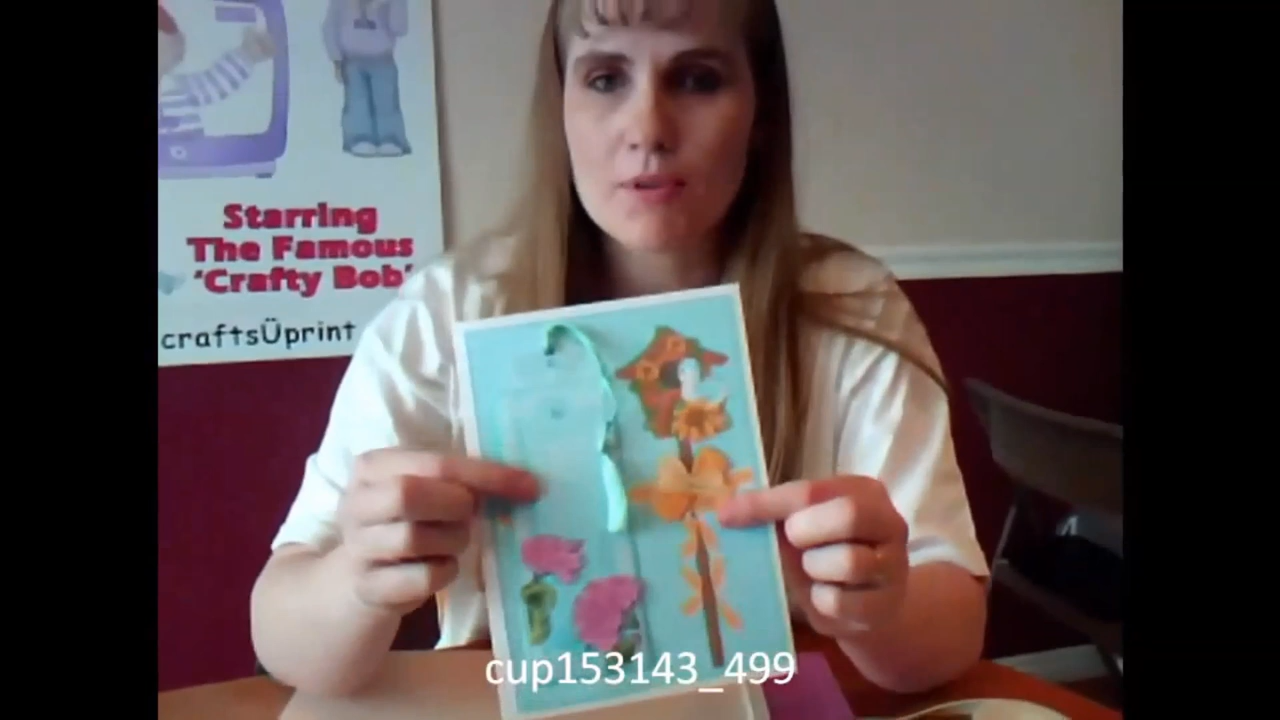 Starring
The Famous
'Crafty Bob'
craftsÜprint
cup153143_499